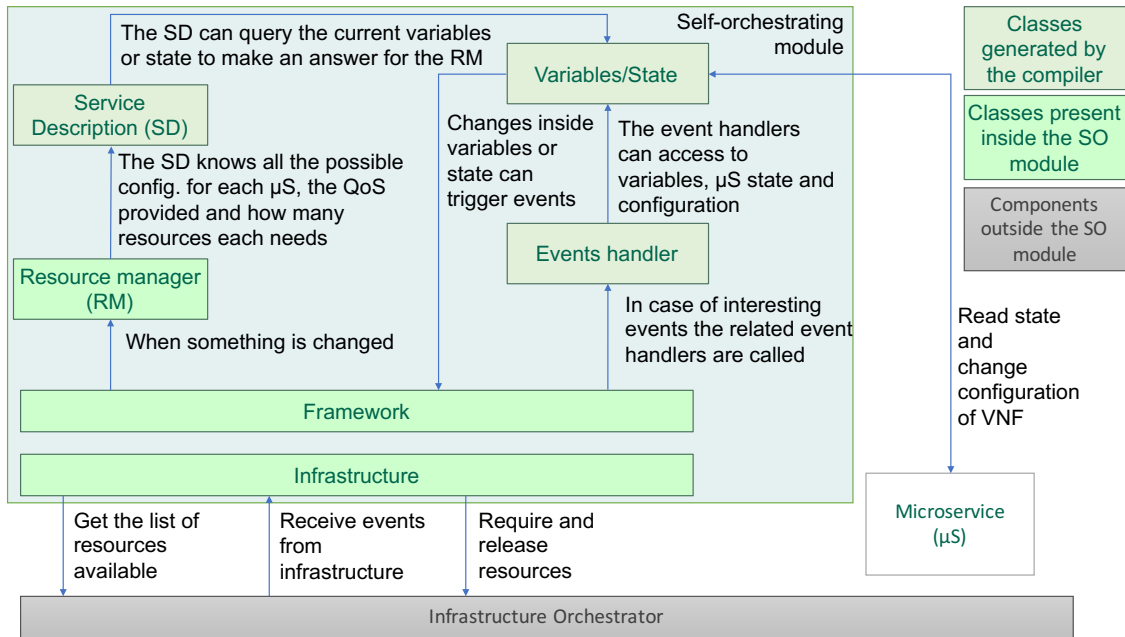 The SD can query the current variables
or state to make an answer for the RM
Self-orchestrating
module
Classes
generated by
the compiler
Variables/State
Service
Description (SD)
Classes present
inside the SO
module
Changes inside
variables or
state can
trigger events
The event handlers
can access to
variables, µS state and
configuration
The SD knows all the possible
config. for each µS, the QoS
provided and how many
resources each needs
Components
outside the SO
module
Events handler
Resource manager
(RM)
In case of interesting
events the related event
handlers are called
When something is changed
Read state
and
change
configuration
of VNF
Framework
Infrastructure
Microservice
(µS)
Get the list of
resources
available
Receive events
from
infrastructure
Require and
release
resources
Infrastructure Orchestrator